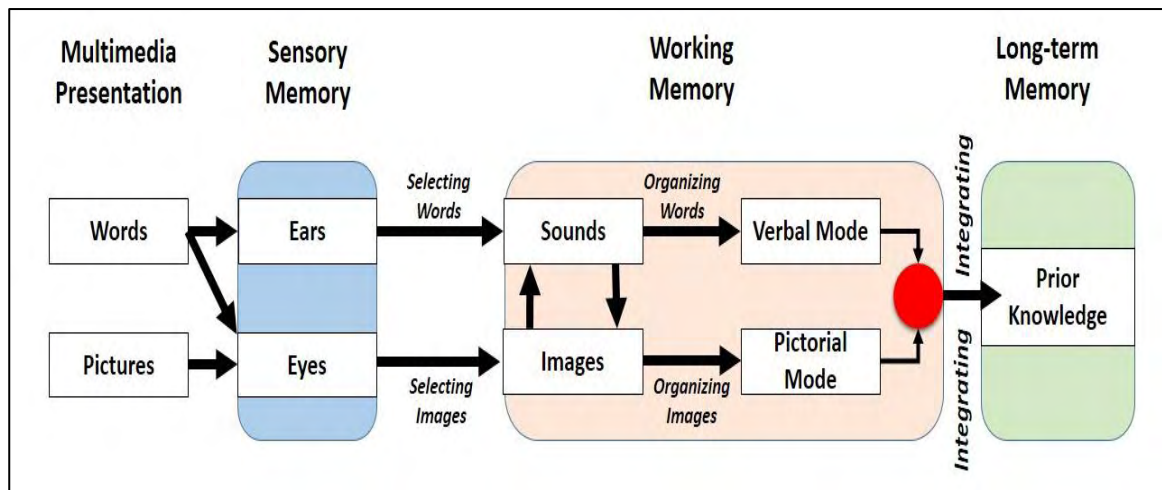 Multimedia
Presentation
Sensory
Memory
Working
Memory
Long-term
Memory
Words
Pictures
Ears
Eyes
Selecting
Words
Selecting
Images
Sounds
Images
Organizing
Words
Organizing
Images
Verbal Mode
Pictorial
Mode
Integrating
Integrating
Prior
Knowledge